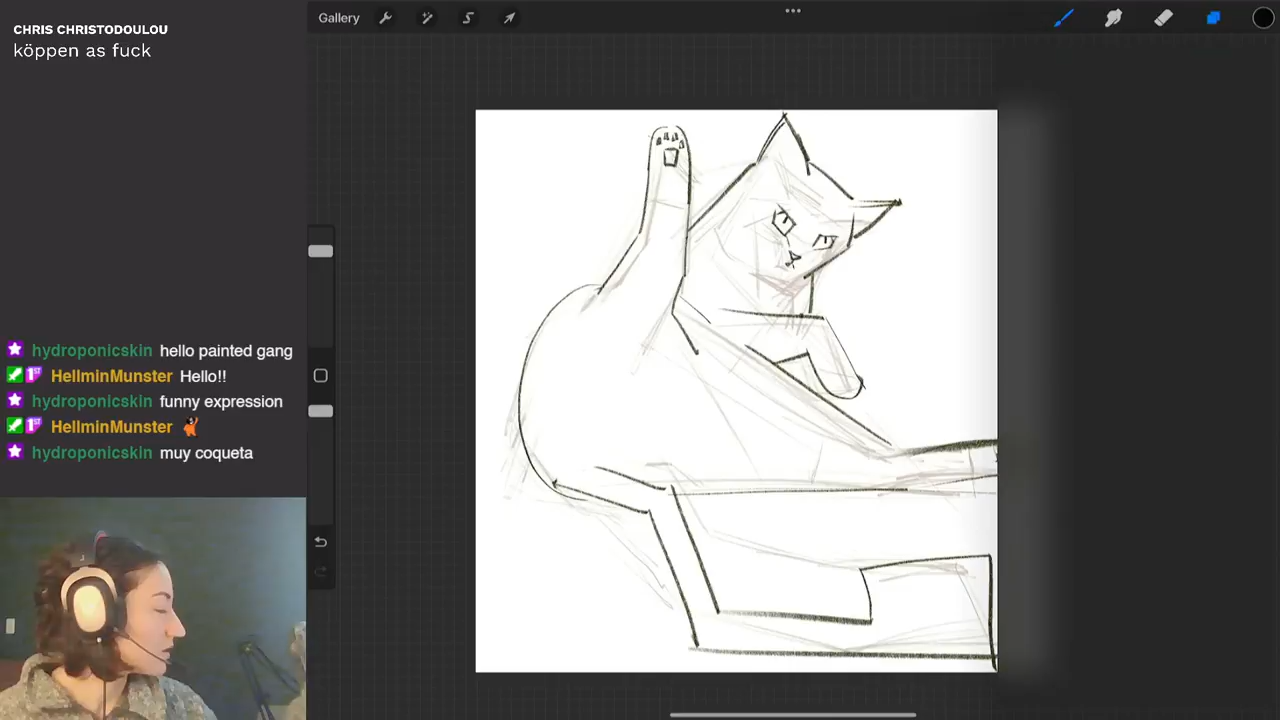 CHRIS CHRISTODOULOU
köppen as fuck
Gallery
hydroponicskin hello painted gang
HellminMunster Hello!!
hydroponicskin funny expression
HellminMunster
hydroponicskin muy coqueta